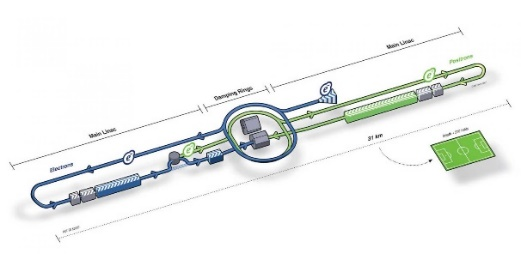 Main Linac
Damping Rings
Positrons
Main Linac
Electrons
31 km